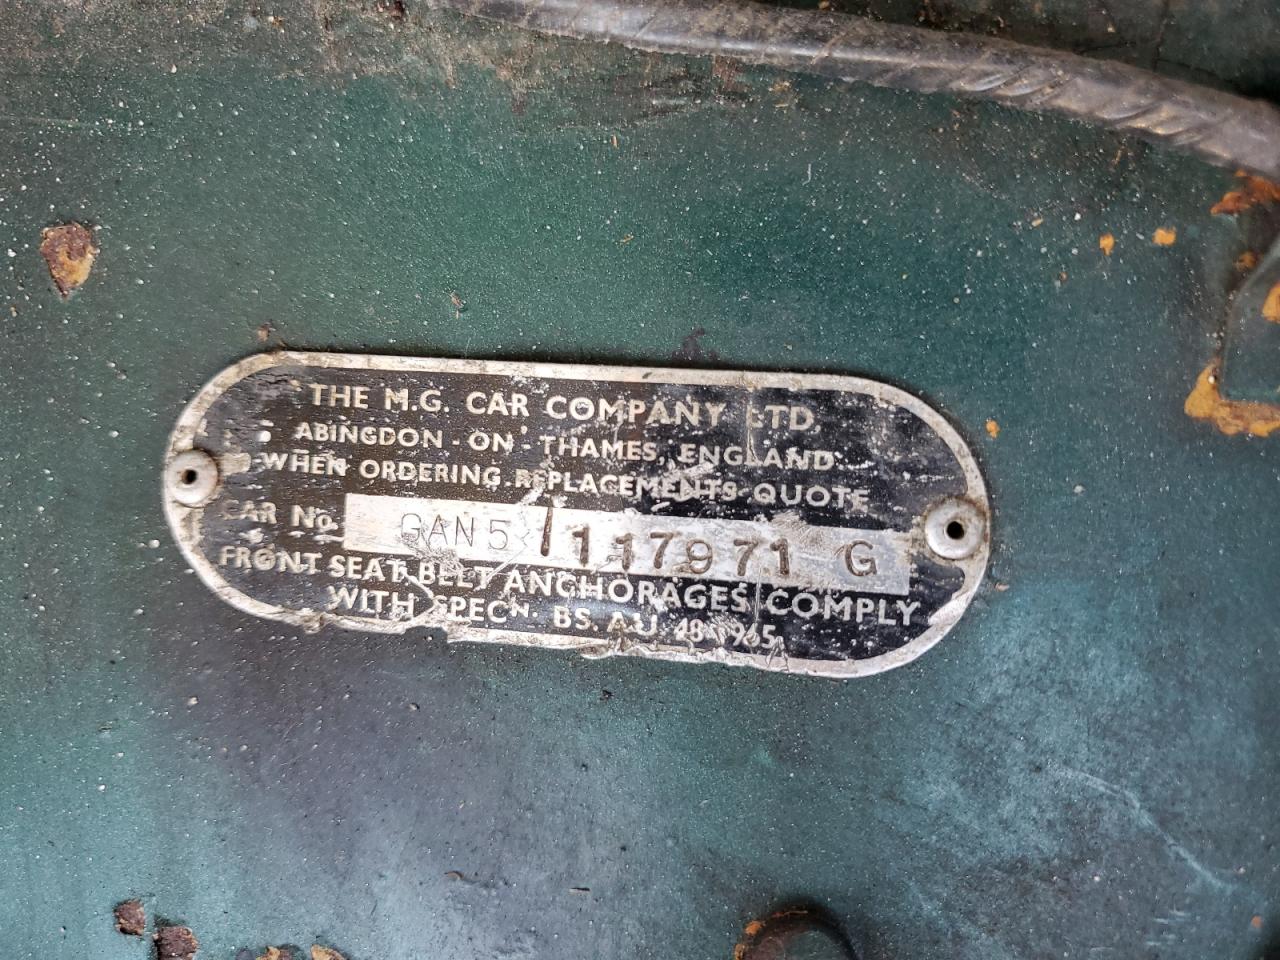 THE M.G. CAR COMPANY LTD.
ABINGDON-ON-THAMES, ENGLAND
WHEN ORDERING REPLACEMENTS QUOTE
CAR No. GAN5/117971 G
FRONT SEAT BELT ANCHORAGES COMPLY
WITH SPECN. BS. AU. 48-1965